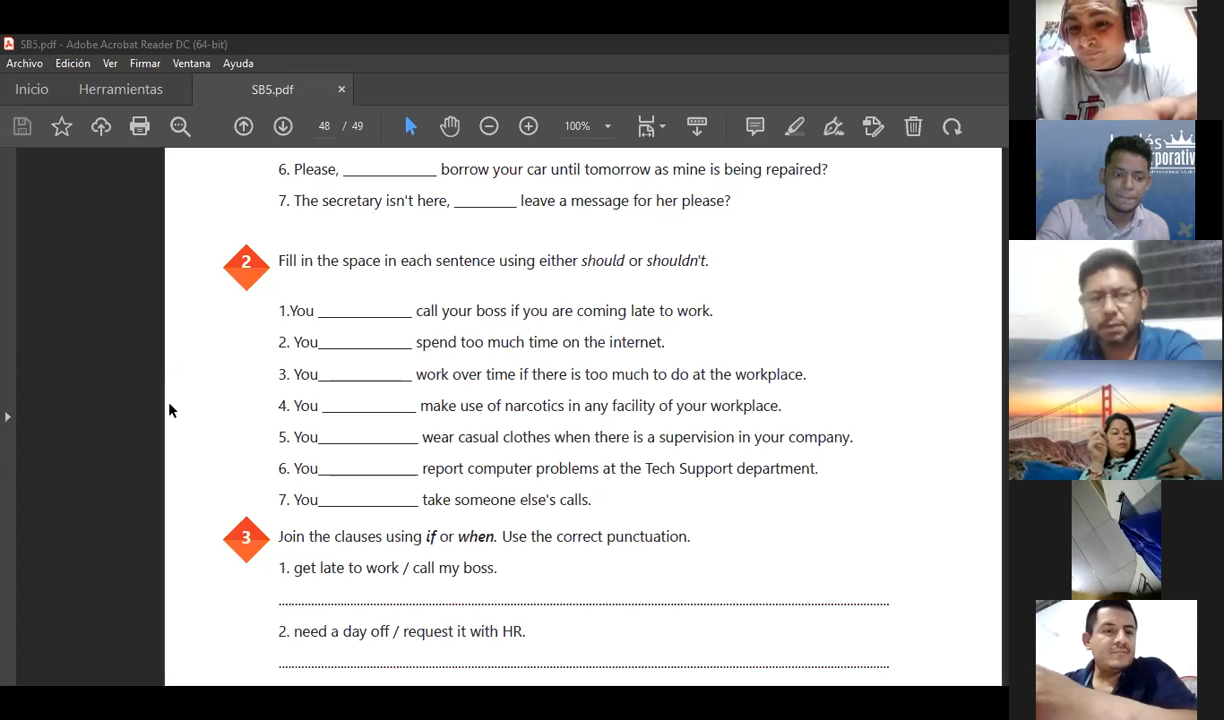 SB5.pdf - Adobe Acrobat Reader DC (64-bit)
Archivo Edición Ver Firmar Ventana Ayuda
Inicio Herramientas SB5.pdf ×
48 / 49 100%
6. Please, ____________ borrow your car until tomorrow as mine is being repaired?
7. The secretary isn't here, ________ leave a message for her please?
2 Fill in the space in each sentence using either should or shouldn't.
1.You ____________ call your boss if you are coming late to work.
2. You____________ spend too much time on the internet.
3. You____________ work over time if there is too much to do at the workplace.
4. You ____________ make use of narcotics in any facility of your workplace.
5. You_____________ wear casual clothes when there is a supervision in your company.
6. You_____________ report computer problems at the Tech Support department.
7. You_____________ take someone else's calls.
3 Join the clauses using if or when. Use the correct punctuation.
1. get late to work / call my boss.
2. need a day off / request it with HR.